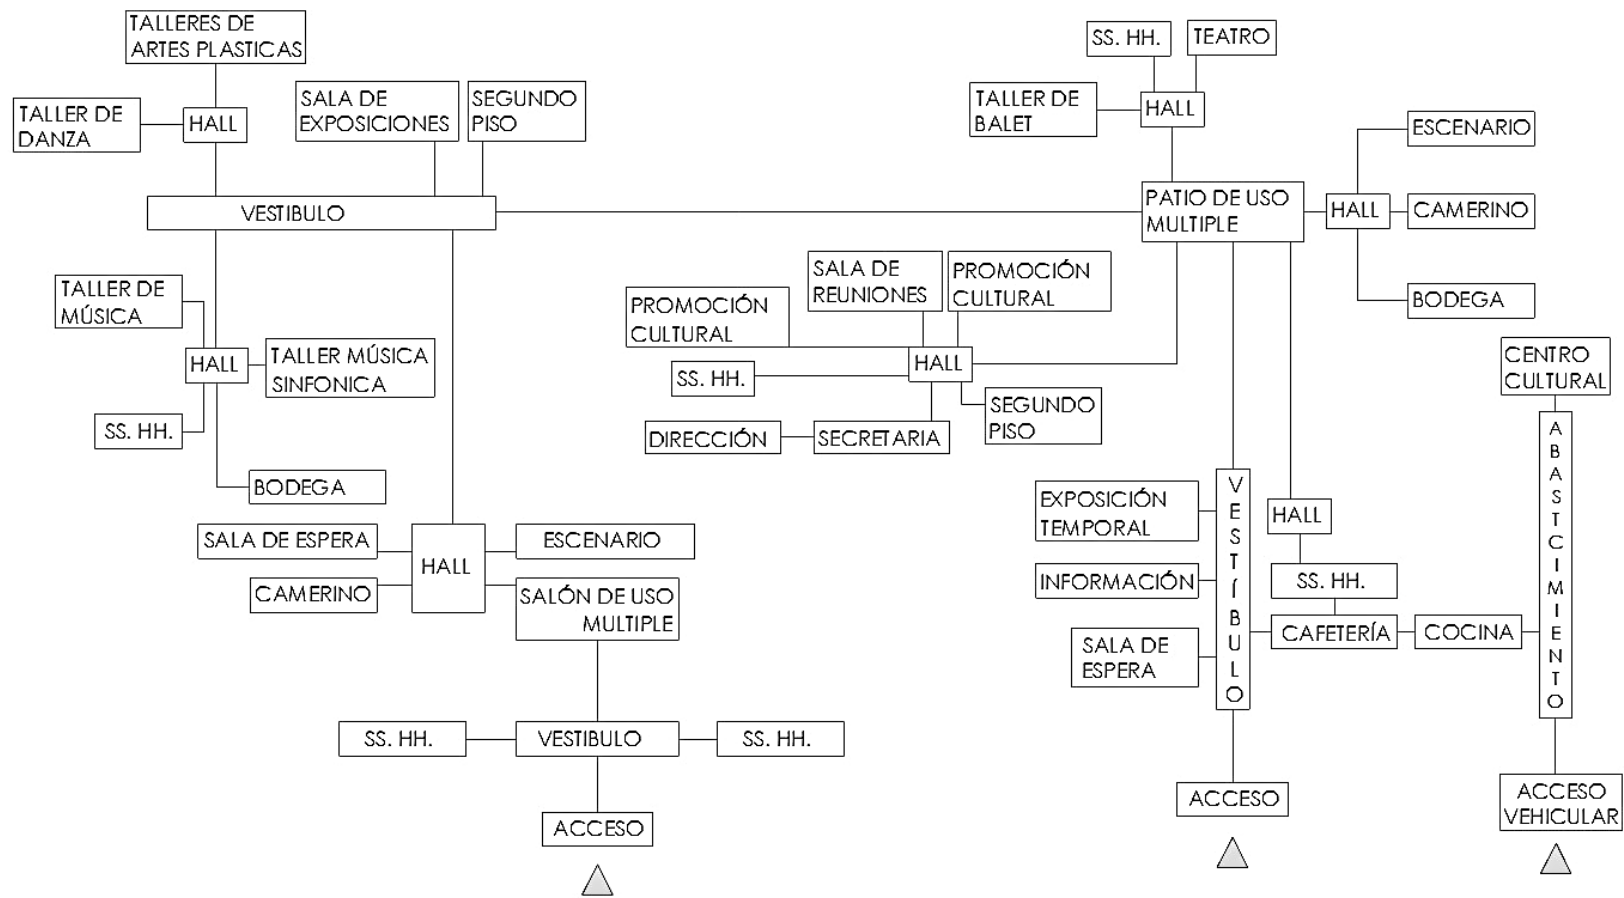 TALLERES DE
ARTES PLASTICAS
TALLER DE
DANZA
HALL
SALA DE
EXPOSICIONES
SEGUNDO
PISO
VESTIBULO
TALLER DE
MÚSICA
HALL
TALLER MÚSICA
SINFONICA
SS. HH.
BODEGA
SALA DE ESPERA
HALL
ESCENARIO
CAMERINO
SALÓN DE USO
MULTIPLE
SS. HH.
VESTIBULO
SS. HH.
ACCESO
SS. HH.
TEATRO
TALLER DE
BALET
HALL
PATIO DE USO
MULTIPLE
HALL
ESCENARIO
CAMERINO
BODEGA
PROMOCIÓN
CULTURAL
SALA DE
REUNIONES
PROMOCIÓN
CULTURAL
HALL
SS. HH.
SEGUNDO
PISO
DIRECCIÓN
SECRETARIA
EXPOSICIÓN
TEMPORAL
INFORMACIÓN
SALA DE
ESPERA
VESTÍBULO
HALL
SS. HH.
CAFETERÍA
COCINA
ACCESO
CENTRO
CULTURAL
ABASTCIMIENTO
ACCESO
VEHICULAR